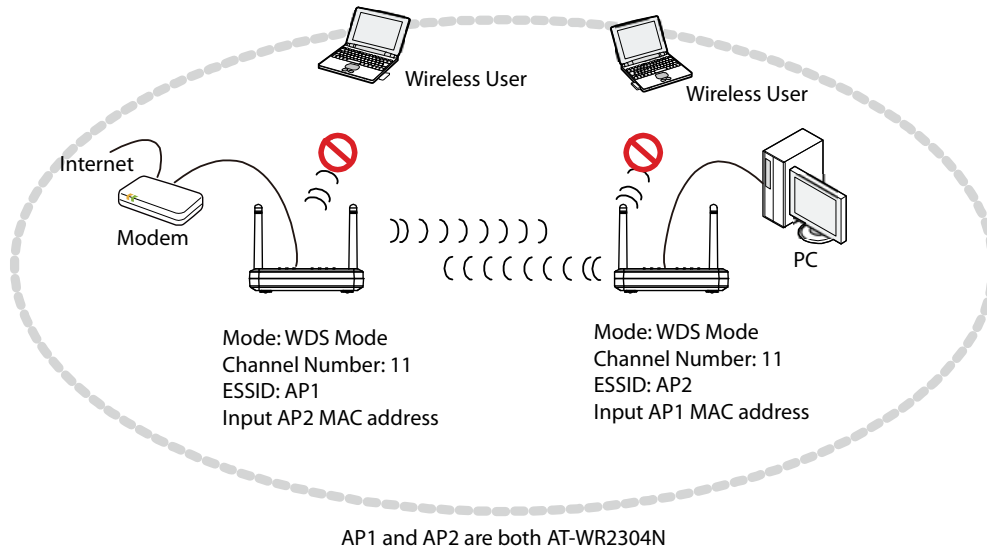 Wireless User
Wireless User
Internet
Modem
PC
Mode: WDS Mode
Channel Number: 11
ESSID: AP1
Input AP2 MAC address
Mode: WDS Mode
Channel Number: 11
ESSID: AP2
Input AP1 MAC address
AP1 and AP2 are both AT-WR2304N